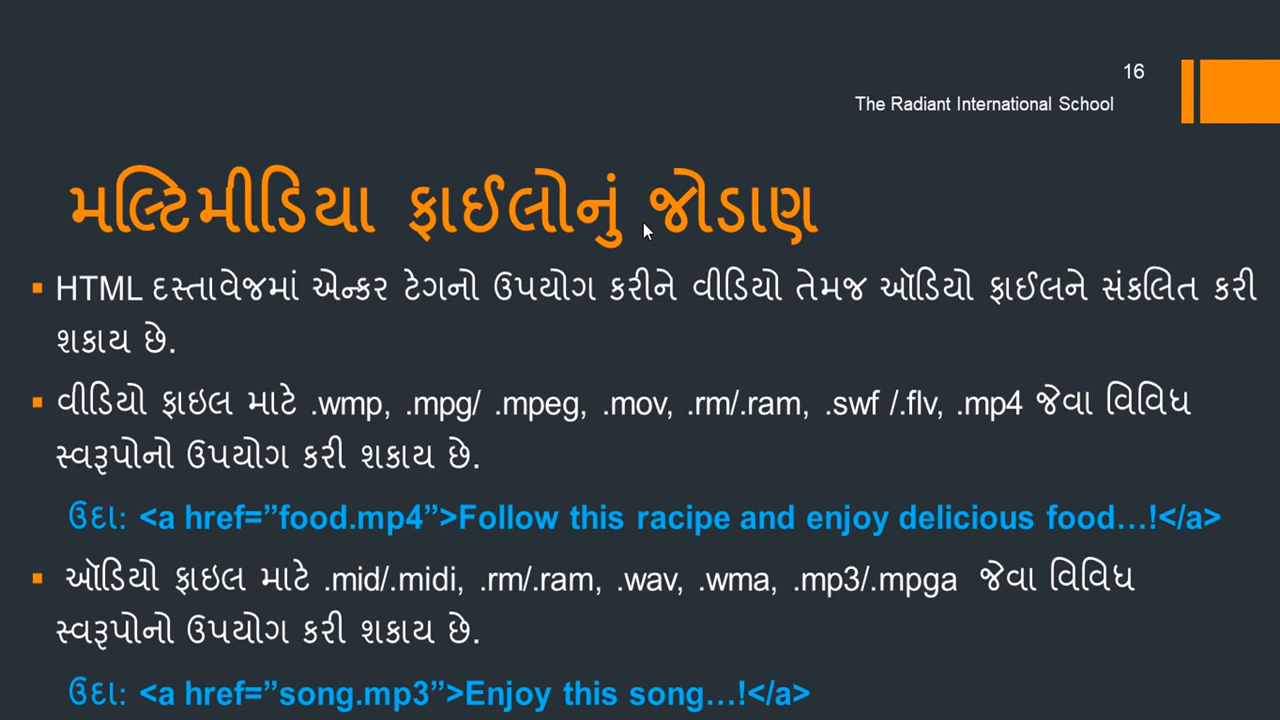 16
The Radiant International School
મલ્ટિમીડિયા ફાઈલોનું જોડાણ
▪ HTML દસ્તાવેજમાં એન્કર ટેગનો ઉપયોગ કરીને વીડિયો તેમજ ઑડિયો ફાઈલને સંકલિત કરી
શકાય છે.
▪ વીડિયો ફાઇલ માટે .wmp, .mpg/ .mpeg, .mov, .rm/.ram, .swf /.flv, .mp4 જેવા વિવિધ
સ્વરૂપોનો ઉપયોગ કરી શકાય છે.
ઉદા: <a href=”food.mp4”>Follow this racipe and enjoy delicious food…!</a>
▪ ઑડિયો ફાઇલ માટે .mid/.midi, .rm/.ram, .wav, .wma, .mp3/.mpga જેવા વિવિધ
સ્વરૂપોનો ઉપયોગ કરી શકાય છે.
ઉદા: <a href=”song.mp3”>Enjoy this song…!</a>